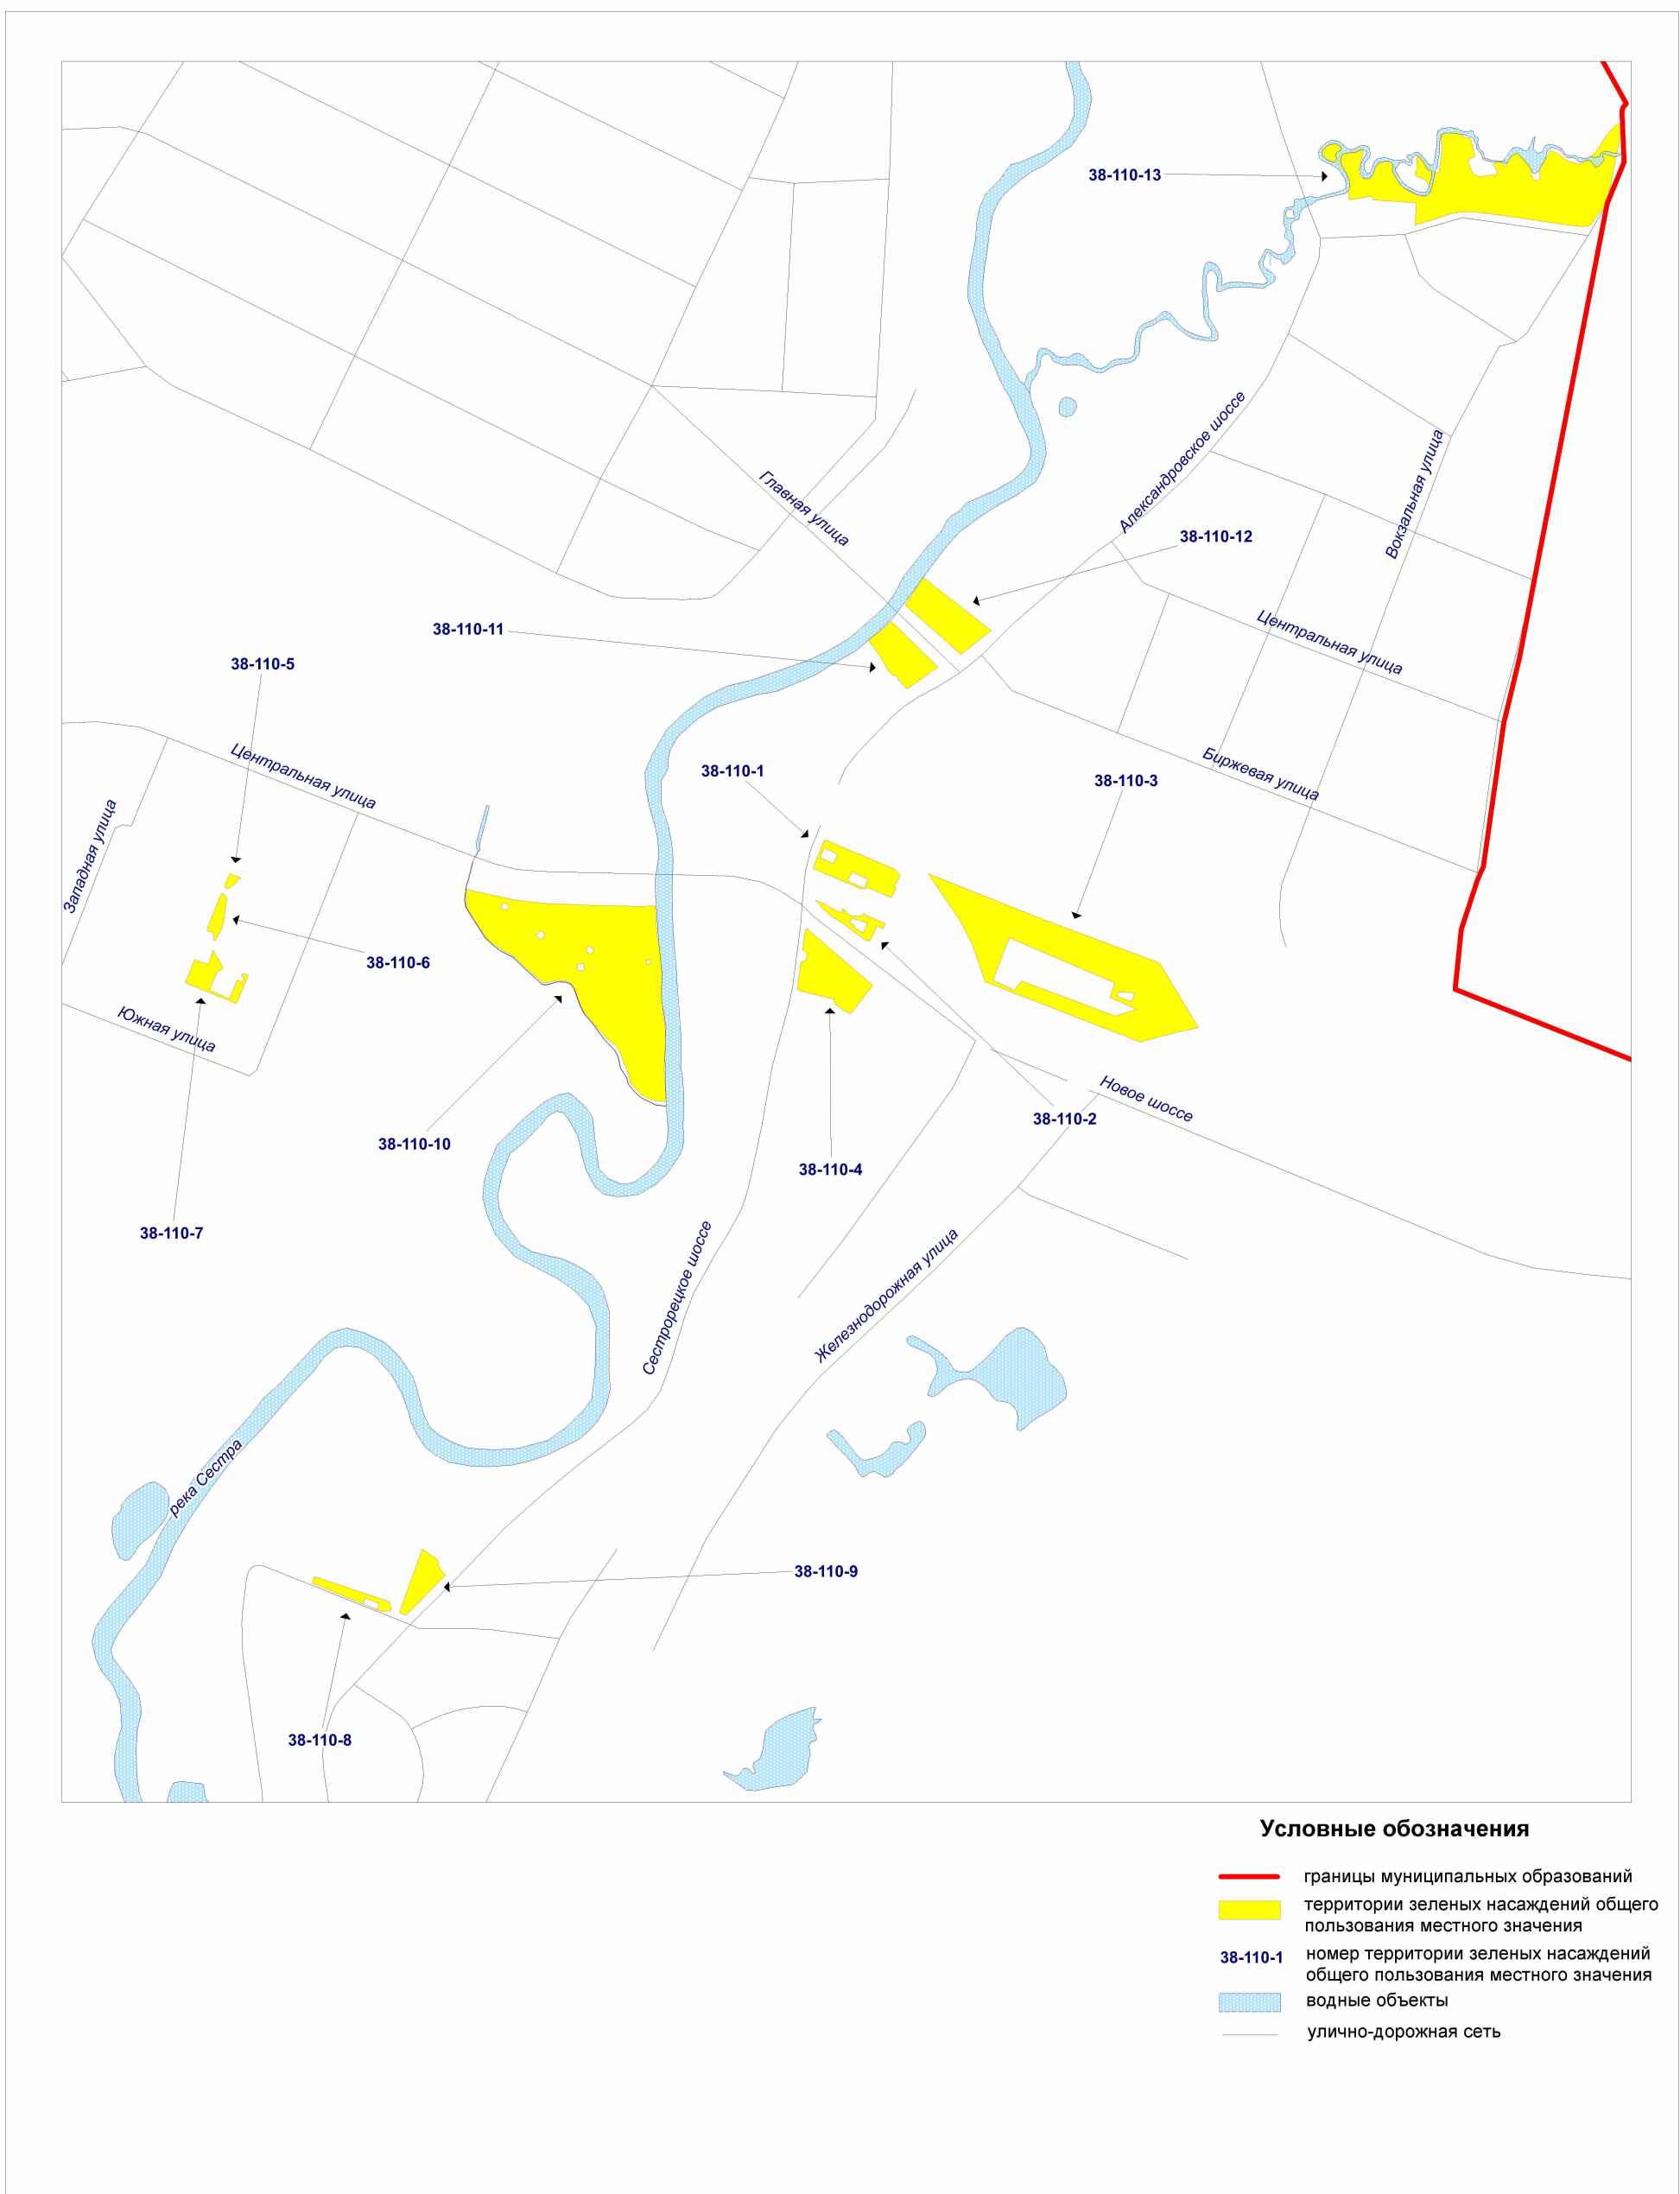 38-110-13
Александровское шоссе
Вокзальная улица
Главная улица
38-110-12
38-110-11
Центральная улица
38-110-5
Центральная улица
Биржевая улица
38-110-1
38-110-3
Западная улица
38-110-6
Южная улица
Новое шоссе
38-110-2
38-110-10
38-110-4
38-110-7
Сестрорецкое шоссе
Железнодорожная улица
река Сестра
38-110-9
38-110-8
Условные обозначения
границы муниципальных образований
территории зеленых насаждений общего
пользования местного значения
38-110-1
номер территории зеленых насаждений
общего пользования местного значения
водные объекты
улично-дорожная сеть